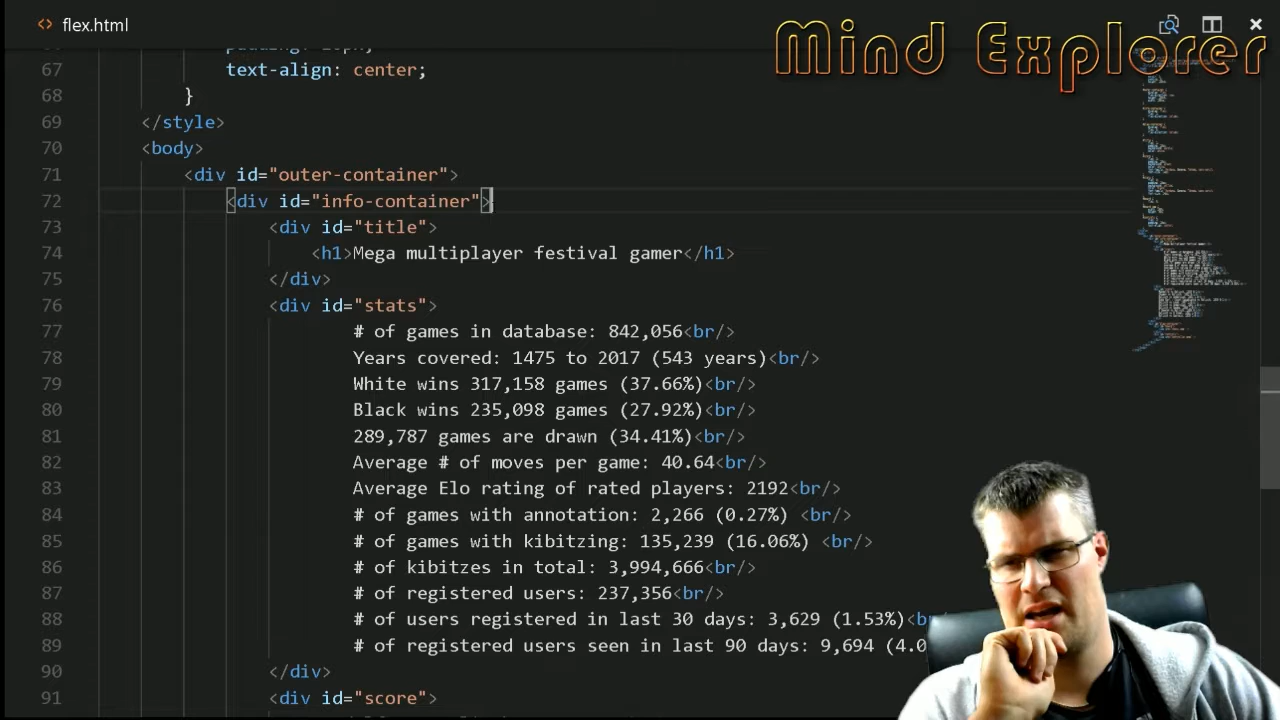 flex.html
Mind Explorer
67 text-align: center;
68 }
69 </style>
70 <body>
71 <div id="outer-container">
72 <div id="info-container">
73 <div id="title">
74 <h1>Mega multiplayer festival gamer</h1>
75 </div>
76 <div id="stats">
77 # of games in database: 842,056<br/>
78 Years covered: 1475 to 2017 (543 years)<br/>
79 White wins 317,158 games (37.66%)<br/>
80 Black wins 235,098 games (27.92%)<br/>
81 289,787 games are drawn (34.41%)<br/>
82 Average # of moves per game: 40.64<br/>
83 Average Elo rating of rated players: 2192<br/>
84 # of games with annotation: 2,266 (0.27%) <br/>
85 # of games with kibitzing: 135,239 (16.06%) <br/>
86 # of kibitzes in total: 3,994,666<br/>
87 # of registered users: 237,356<br/>
88 # of users registered in last 30 days: 3,629 (1.53%)<b
89 # of registered users seen in last 90 days: 9,694 (4.0
90 </div>
91 <div id="score">